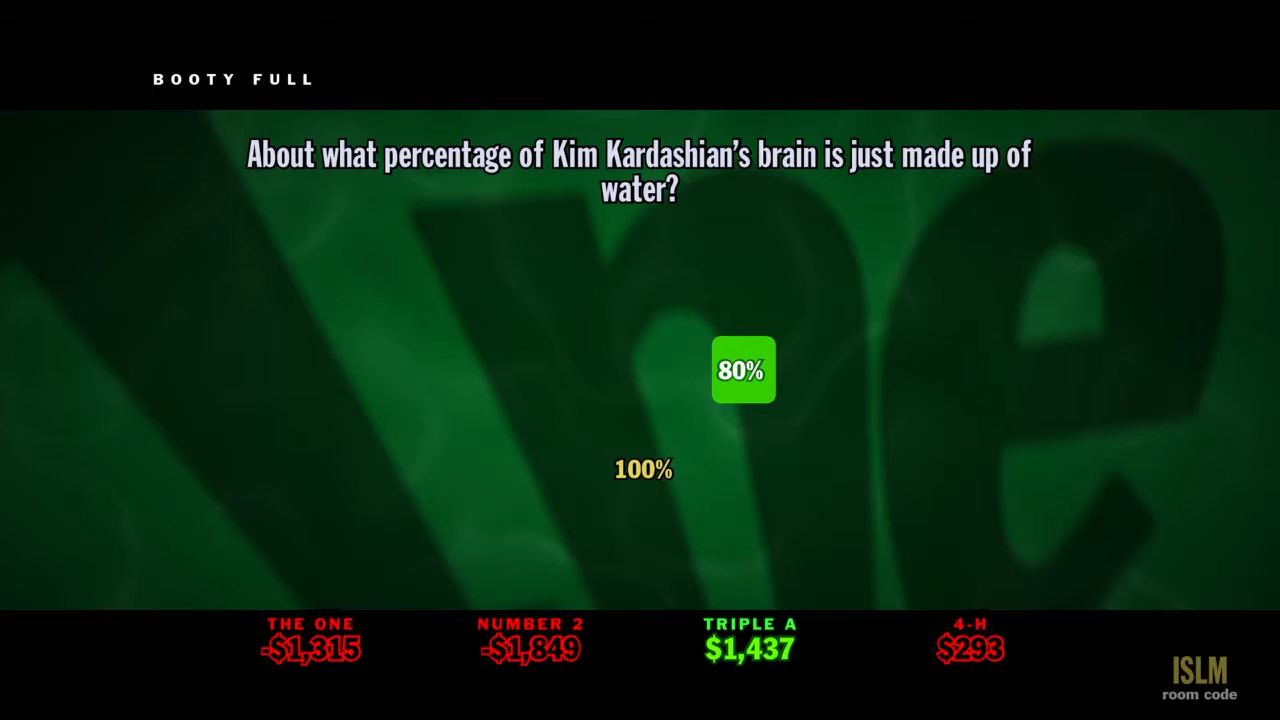 BOOTY FULL
About what percentage of Kim Kardashian's brain is just made up of
water?
80%
100%
THE ONE
-$1,315
NUMBER 2
-$1,849
TRIPLE A
$1,437
4-H
$293
ISLM
room code